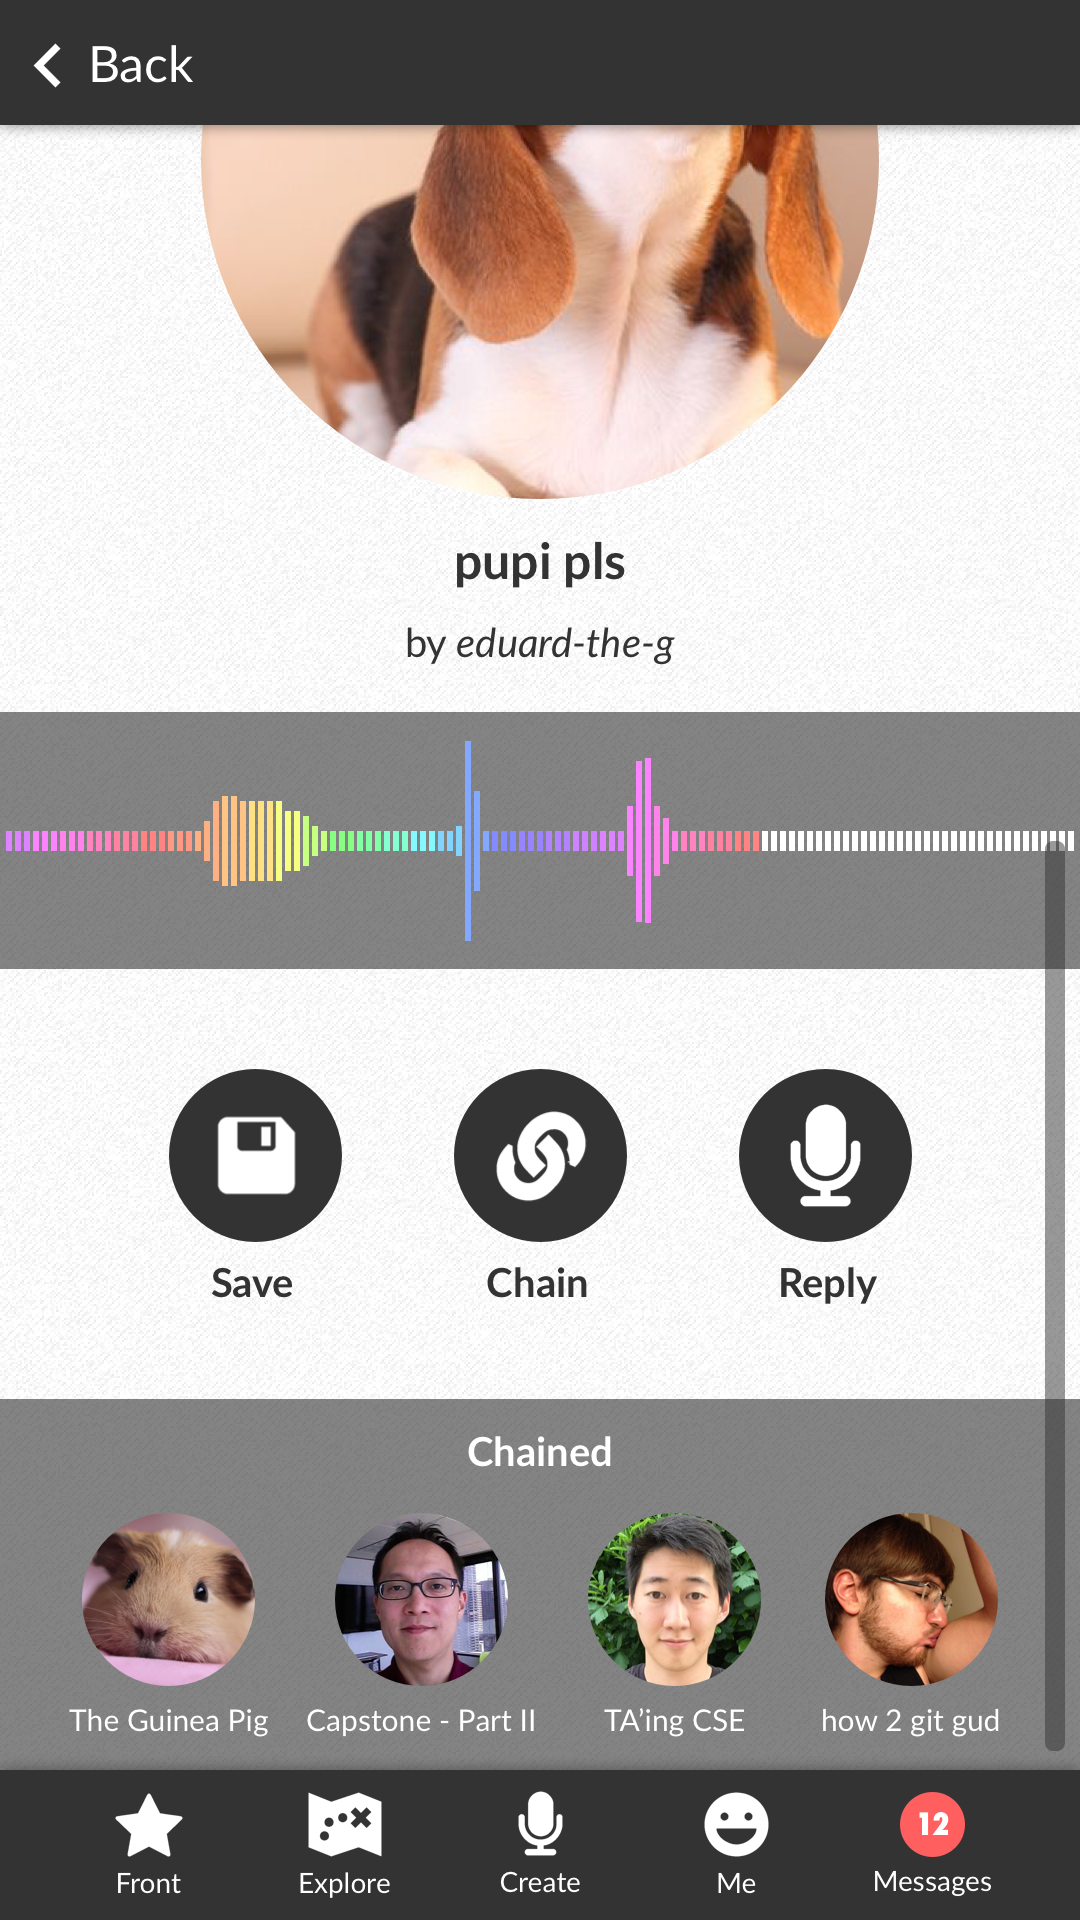 Back
pupi pls
by eduard-the-g
Save Chain Reply
Chained
The Guinea Pig Capstone - Part II TA’ing CSE how 2 git gud
12
Front Explore Create Me Messages